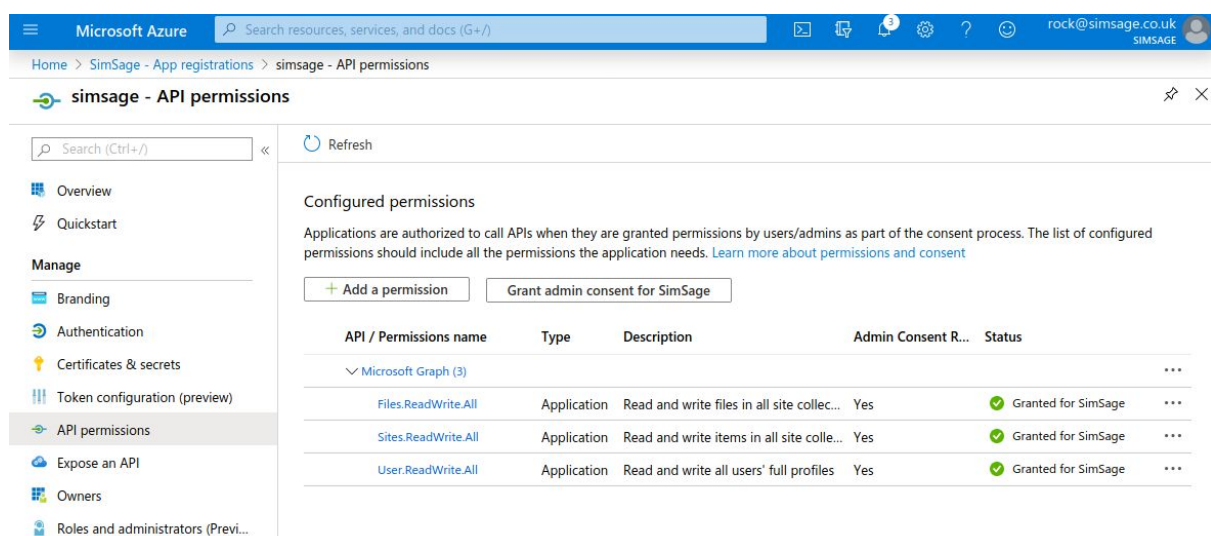 Microsoft Azure
Search resources, services, and docs (G+/)
3
rock@simsage.co.uk
SIMSAGE
Home > SimSage - App registrations > simsage - API permissions
simsage - API permissions
Search (Ctrl+/)
«
Refresh
Overview
Quickstart
Manage
Branding
Authentication
Certificates & secrets
Token configuration (preview)
API permissions
Expose an API
Owners
Roles and administrators (Previ...
Configured permissions
Applications are authorized to call APIs when they are granted permissions by users/admins as part of the consent process. The list of configured
permissions should include all the permissions the application needs. Learn more about permissions and consent
+ Add a permission Grant admin consent for SimSage
API / Permissions name Type Description Admin Consent R... Status
Microsoft Graph (3) ...
Files.ReadWrite.All Application Read and write files in all site collec... Yes Granted for SimSage ...
Sites.ReadWrite.All Application Read and write items in all site colle... Yes Granted for SimSage ...
User.ReadWrite.All Application Read and write all users' full profiles Yes Granted for SimSage ...